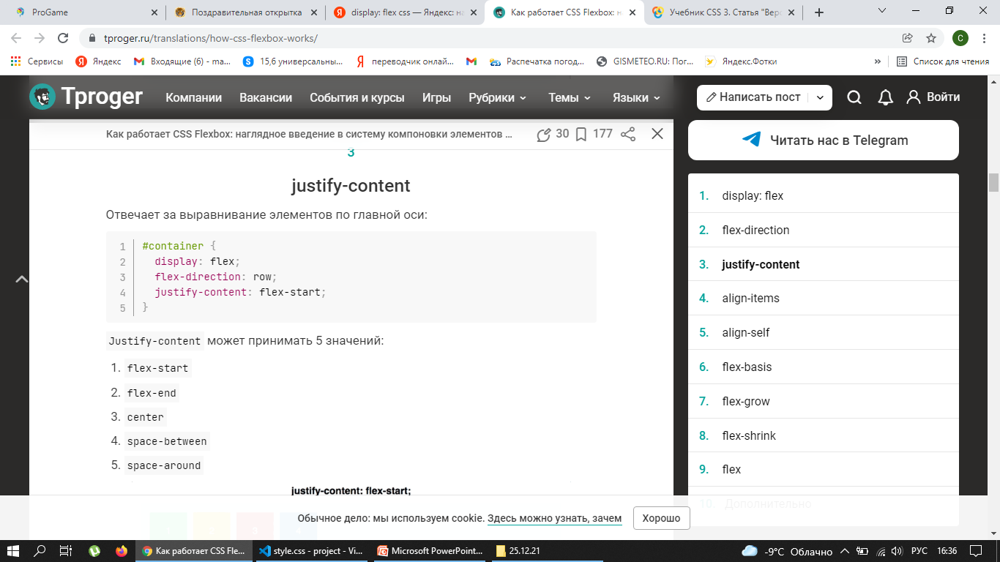 ProGame
Поздравительная открытка
display: flex css — Яндекс: на
Как работает CSS Flexbox: н
Учебник CSS 3. Статья "Верс
tproger.ru/translations/how-css-flexbox-works/
C
Сервисы
Яндекс
Входящие (6) - ma...
15,6 универсальны...
переводчик онлай...
Распечатка погод...
GISMETEO.RU: Пог...
Яндекс.Фотки
»
Список для чтения
Tproger
Компании
Вакансии
События и курсы
Игры
Рубрики
Темы
Языки
Написать пост
Войти
Как работает CSS Flexbox: наглядное введение в систему компоновки элементов ...
30
177
Читать нас в Telegram
3
justify-content
Отвечает за выравнивание элементов по главной оси:
1 #container {
2 display: flex;
3 flex-direction: row;
4 justify-content: flex-start;
5 }
Justify-content может принимать 5 значений:
1. flex-start
2. flex-end
3. center
4. space-between
5. space-around
justify-content: flex-start;
1. display: flex
2. flex-direction
3. justify-content
4. align-items
5. align-self
6. flex-basis
7. flex-grow
8. flex-shrink
9. flex
10. Дополнительно
Обычное дело: мы используем cookie. Здесь можно узнать, зачем
Хорошо
Как работает CSS Fle...
style.css - project - Vi...
Microsoft PowerPoint...
25.12.21
-9°C Облачно
РУС
16:36